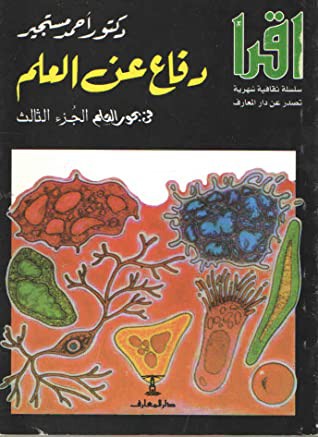 دكتور أحمد مستجير
دفاع عن العلم
فى بحور العلم الجزء الثالث
اقرأ
سلسلة ثقافية شهرية
تصدر عن دار المعارف
دار المعارف